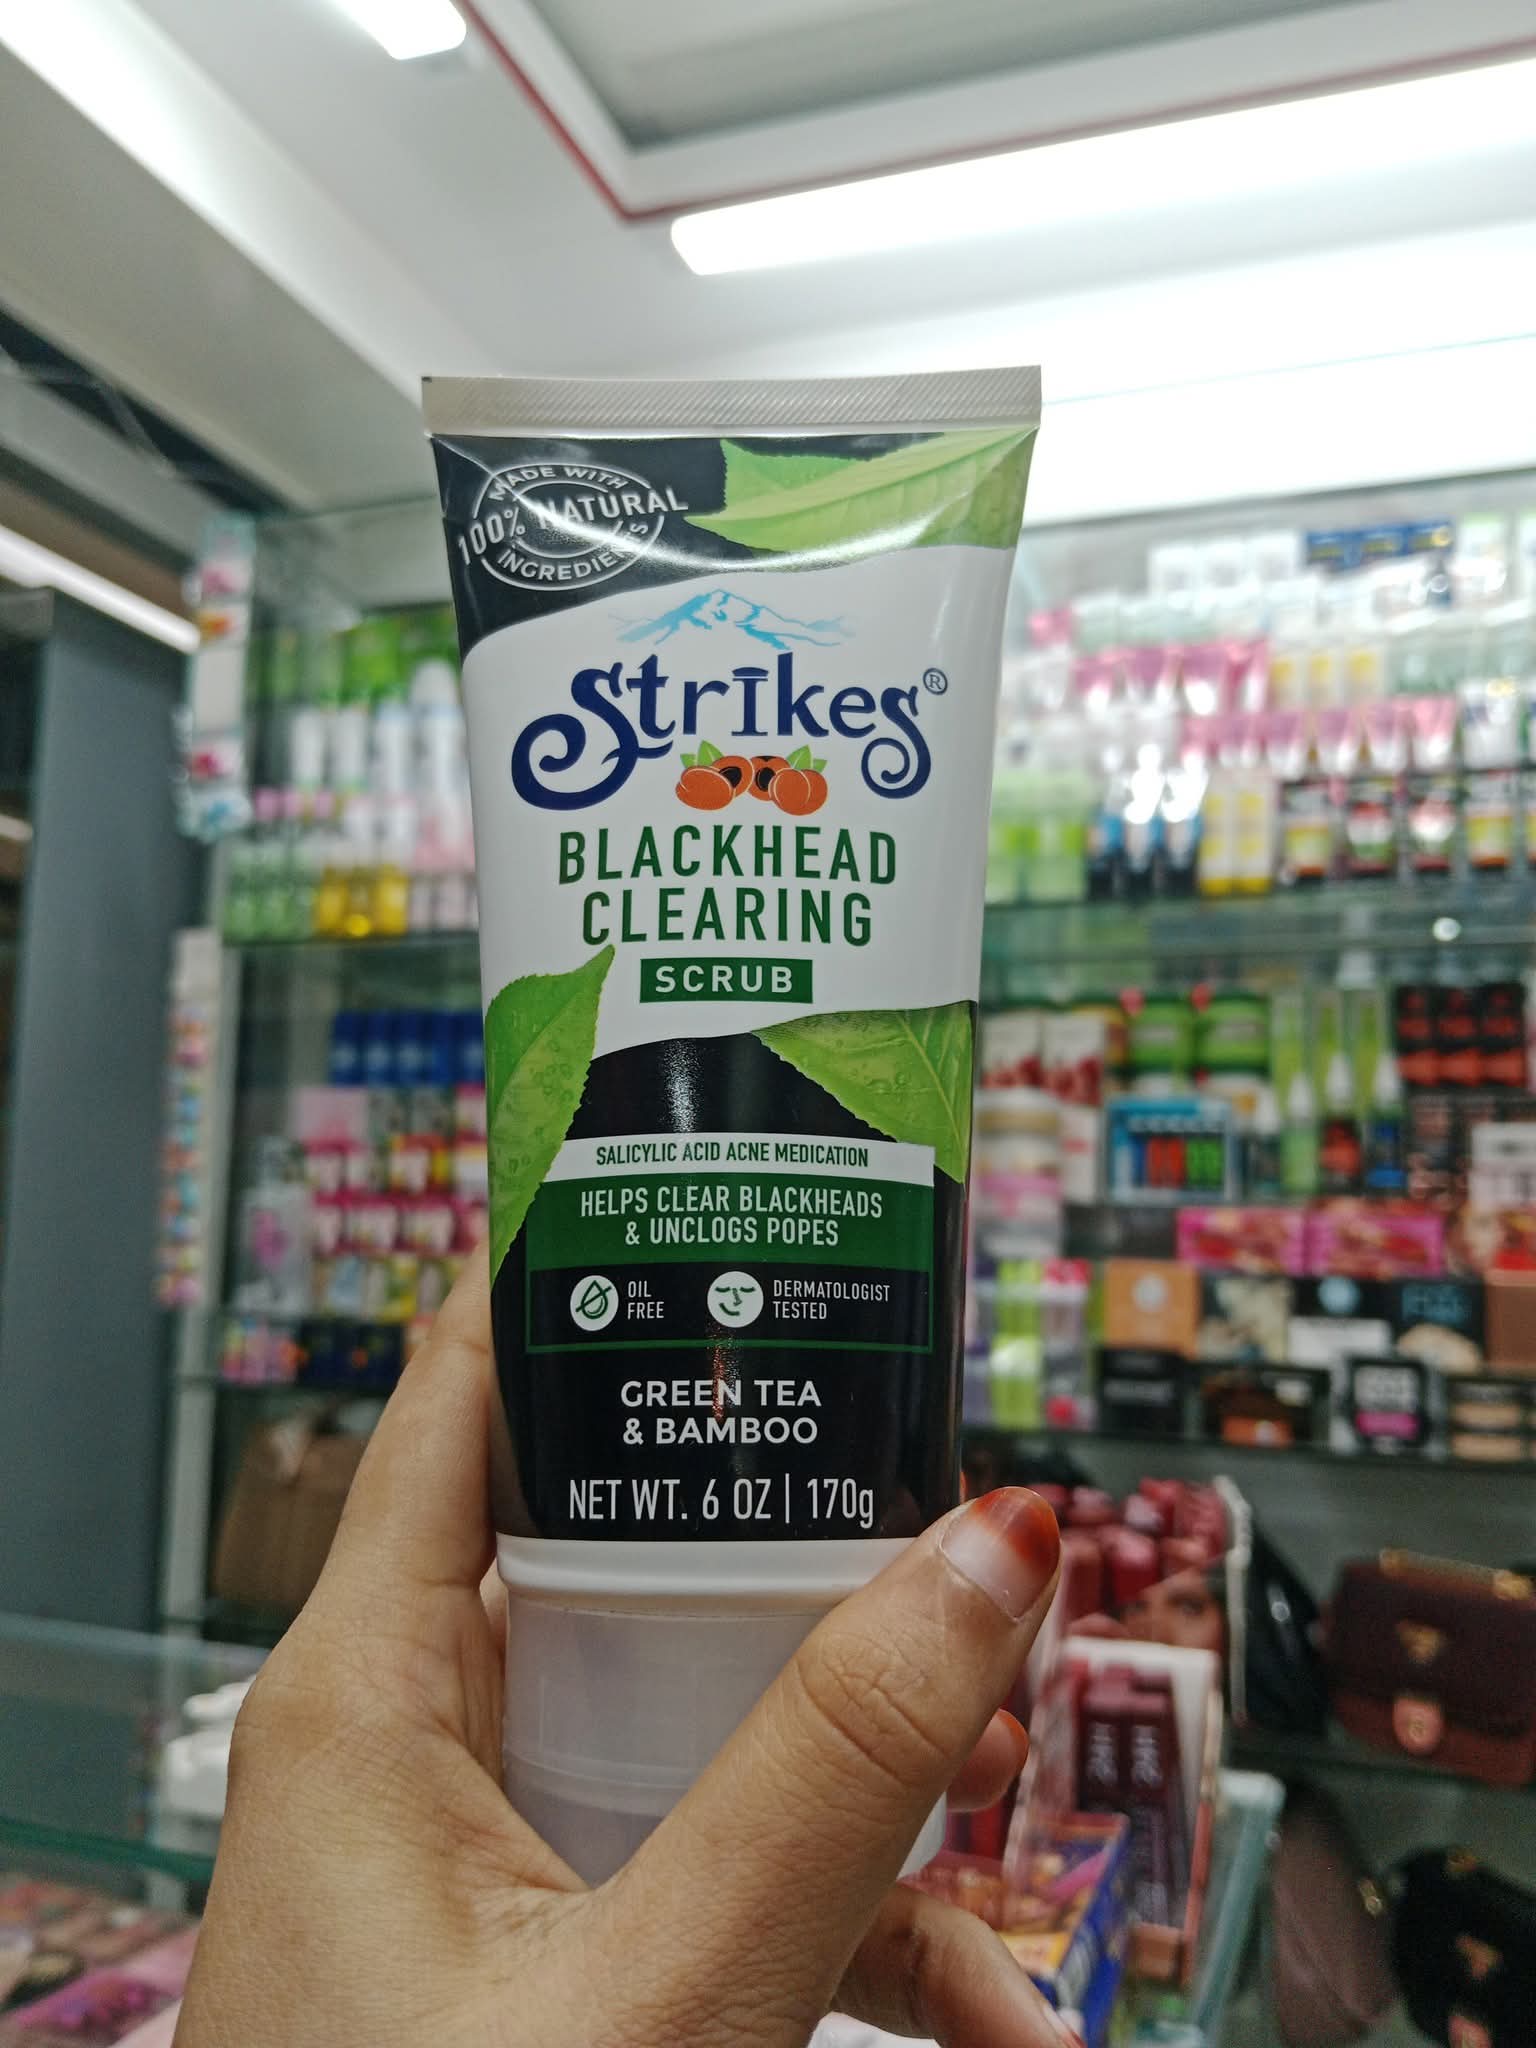 MADE WITH
100% NATURAL
INGREDIENTS
Strikes®
BLACKHEAD
CLEARING
SCRUB
SALICYLIC ACID ACNE MEDICATION
HELPS CLEAR BLACKHEADS
& UNCLOGS POPES
OIL
FREE
DERMATOLOGIST
TESTED
GREEN TEA
& BAMBOO
NET WT. 6 OZ | 170g